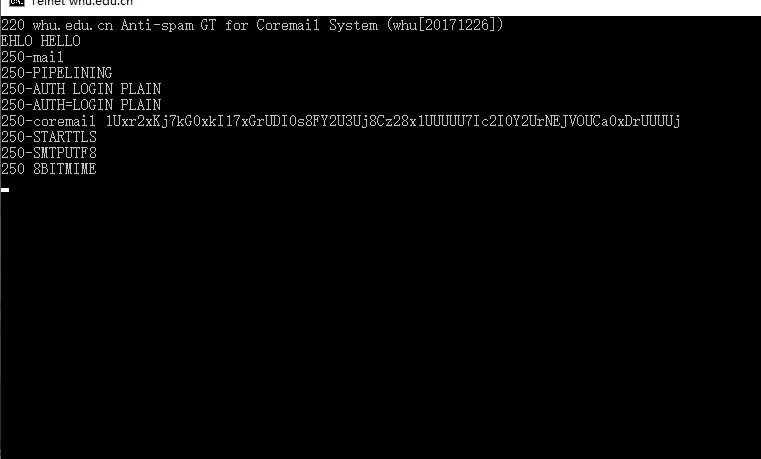 Telnet whu.edu.cn
220 whu.edu.cn Anti-spam GT for Coremail System (whu[20171226])
EHLO HELLO
250-mail
250-PIPELINING
250-AUTH LOGIN PLAIN
250-AUTH=LOGIN PLAIN
250-coremail 1Uxr2xKj7kG0xkI17xGrUDI0s8FY2U3Uj8Cz28x1UUUUU7Ic2I0Y2UrNEJVOUCa0xDrUUUUj
250-STARTTLS
250-SMTPUTF8
250 8BITMIME